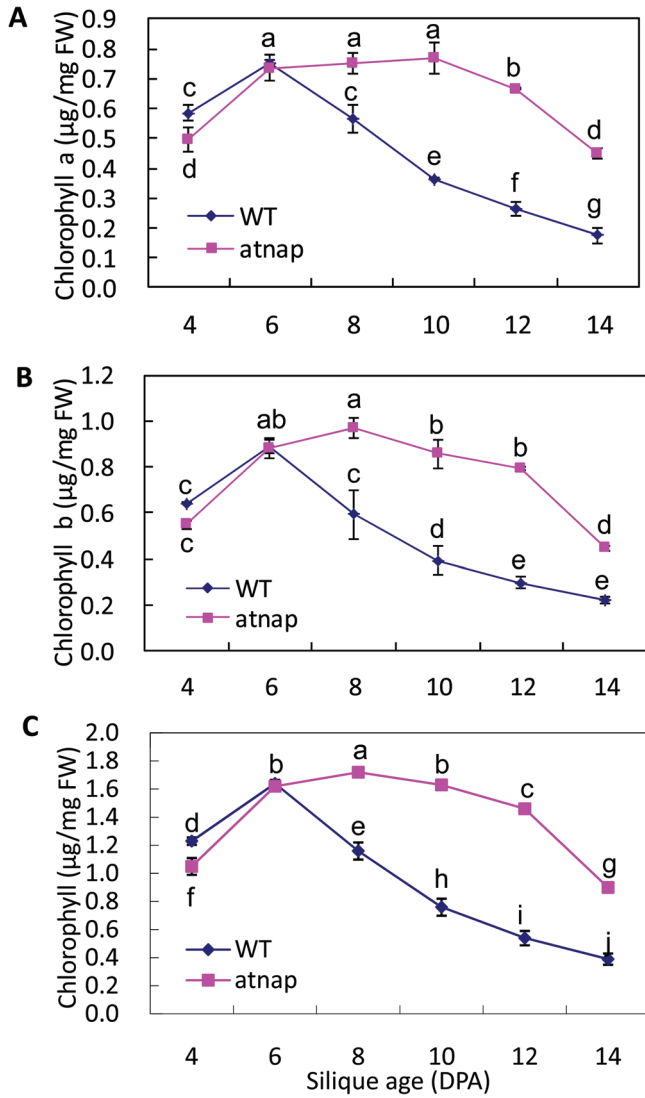 A
Chlorophyll a (µg/mg FW)
0.9
0.8
0.7
0.6
0.5
0.4
0.3
0.2
0.1
0.0
c
d
a
a
c
a
e
b
f
d
g
WT
atnap
4 6 8 10 12 14
B
Chlorophyll b (µg/mg FW)
1.2
1.0
0.8
0.6
0.4
0.2
0.0
c
c
ab
a
c
b
d
b
e
d
e
WT
atnap
4 6 8 10 12 14
C
Chlorophyll (µg/mg FW)
2.0
1.8
1.6
1.4
1.2
1.0
0.8
0.6
0.4
0.2
0.0
d
f
b
a
e
b
h
c
i
g
j
WT
atnap
4 6 8 10 12 14
Silique age (DPA)